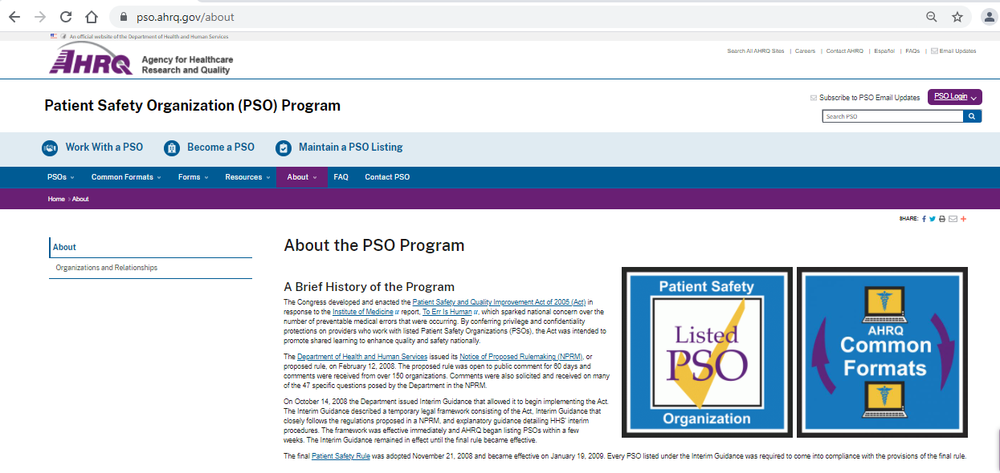 pso.ahrq.gov/about
An official website of the Department of Health and Human Services
AHRQ
Agency for Healthcare
Research and Quality
Search All AHRQ Sites | Careers | Contact AHRQ | Español | FAQs | Email Updates
Patient Safety Organization (PSO) Program
Subscribe to PSO Email Updates
PSO Login
Search PSO
Work With a PSO
Become a PSO
Maintain a PSO Listing
PSOs
Common Formats
Forms
Resources
About
FAQ
Contact PSO
Home › About
SHARE:
About
Organizations and Relationships
About the PSO Program
A Brief History of the Program
The Congress developed and enacted the Patient Safety and Quality Improvement Act of 2005 (Act) in
response to the Institute of Medicine report, To Err Is Human, which sparked national concern over the
number of preventable medical errors that were occurring. By conferring privilege and confidentiality
protections on providers who work with listed Patient Safety Organizations (PSOs), the Act was intended to
promote shared learning to enhance quality and safety nationally.
The Department of Health and Human Services issued its Notice of Proposed Rulemaking (NPRM), or
proposed rule, on February 12, 2008. The proposed rule was open to public comment for 60 days and
comments were received from over 150 organizations. Comments were also solicited and received on many
of the 47 specific questions posed by the Department in the NPRM.
On October 14, 2008 the Department issued Interim Guidance that allowed it to begin implementing the Act.
The Interim Guidance described a temporary legal framework consisting of the Act, Interim Guidance that
closely follows the regulations proposed in a NPRM, and explanatory guidance detailing HHS' interim
procedures. The framework was effective immediately and AHRQ began listing PSOs within a few
weeks. The Interim Guidance remained in effect until the final rule became effective.
The final Patient Safety Rule was adopted November 21, 2008 and became effective on January 19, 2009. Every PSO listed under the Interim Guidance was required to come into compliance with the provisions of the final rule.
Patient Safety
Listed
PSO
Organization
AHRQ
Common
Formats